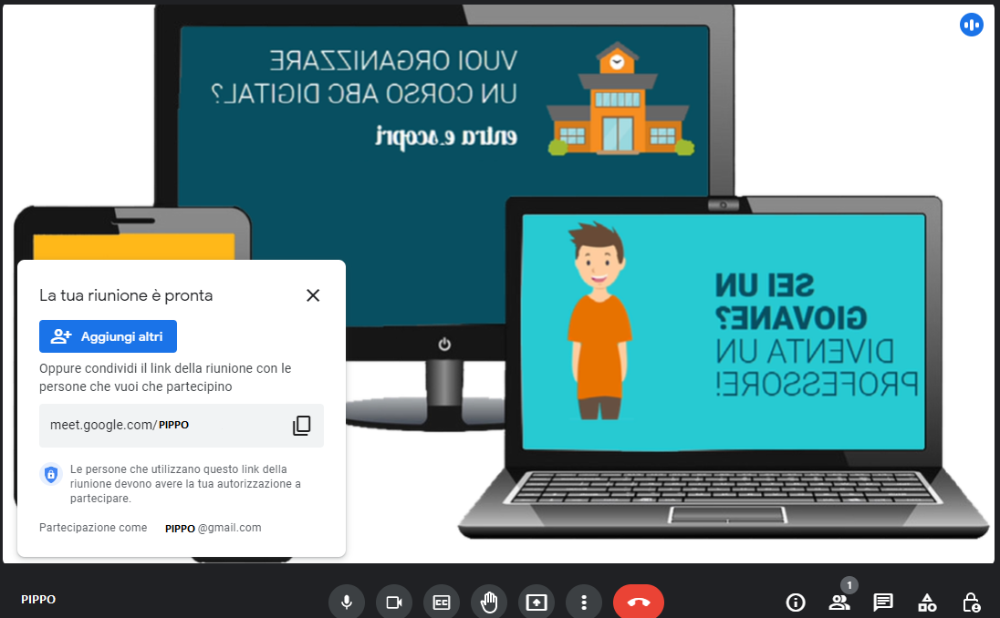 VUOI ORGANIZZARE
UN CORSO ABC DIGITAL?
entra e scopri
SEI UN
GIOVANE?
DIVENTA UN
PROFESSORE!
La tua riunione è pronta
Aggiungi altri
Oppure condividi il link della riunione con le
persone che vuoi che partecipino
meet.google.com/PIPPO
Le persone che utilizzano questo link della
riunione devono avere la tua autorizzazione a
partecipare.
Partecipazione come PIPPO @gmail.com
PIPPO
CC
1